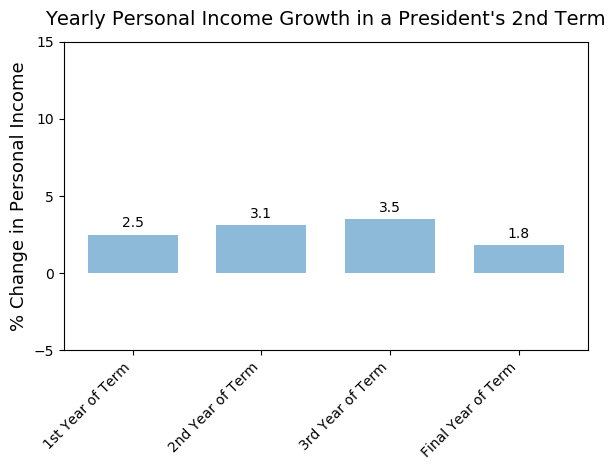 Yearly Personal Income Growth in a President's 2nd Term
% Change in Personal Income
15
10
5
0
−5
2.5
3.1
3.5
1.8
1st Year of Term
2nd Year of Term
3rd Year of Term
Final Year of Term